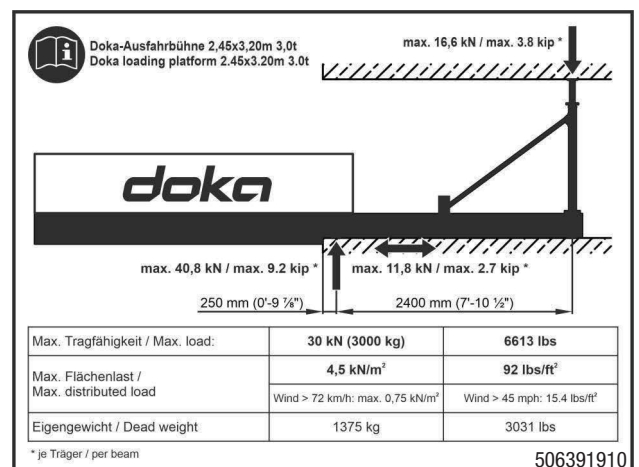 Doka-Ausfahrbühne 2,45x3,20m 3,0t
Doka loading platform 2.45x3.20m 3.0t
max. 16,6 kN / max. 3.8 kip *
doka
max. 40,8 kN / max. 9.2 kip *
max. 11,8 kN / max. 2.7 kip *
250 mm (0'-9 ⅞")
2400 mm (7'-10 ½")
Max. Tragfähigkeit / Max. load:
30 kN (3000 kg)
6613 lbs
Max. Flächenlast /
Max. distributed load
4,5 kN/m²
92 lbs/ft²
Wind > 72 km/h: max. 0,75 kN/m²
Wind > 45 mph: 15.4 lbs/ft²
Eigengewicht / Dead weight
1375 kg
3031 lbs
* je Träger / per beam
506391910